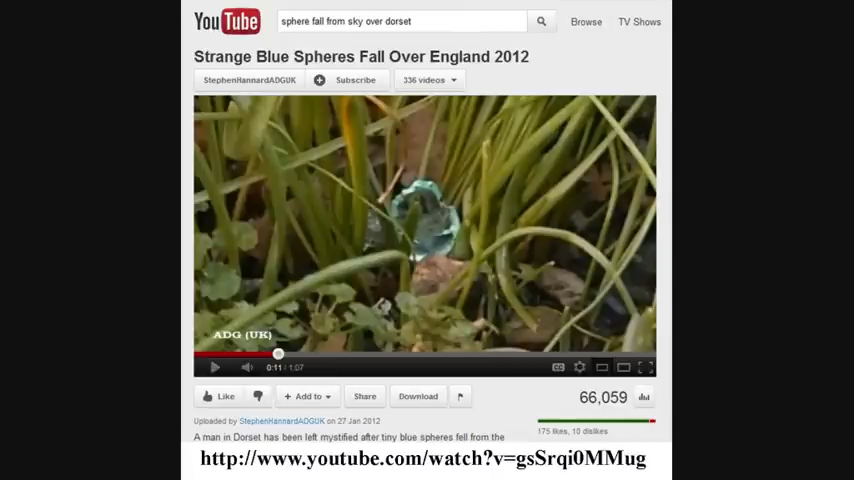 YouTube sphere fall from sky over dorset Browse TV Shows
Strange Blue Spheres Fall Over England 2012
StephenHannardADGUK Subscribe 336 videos
ADG (UK)
0:11 / 1:07 CC
Like Add to Share Download 66,059
Uploaded by StephenHannardADGUK on 27 Jan 2012
175 likes, 10 dislikes
A man in Dorset has been left mystified after tiny blue spheres fell from the
http://www.youtube.com/watch?v=gsSrqi0MMug